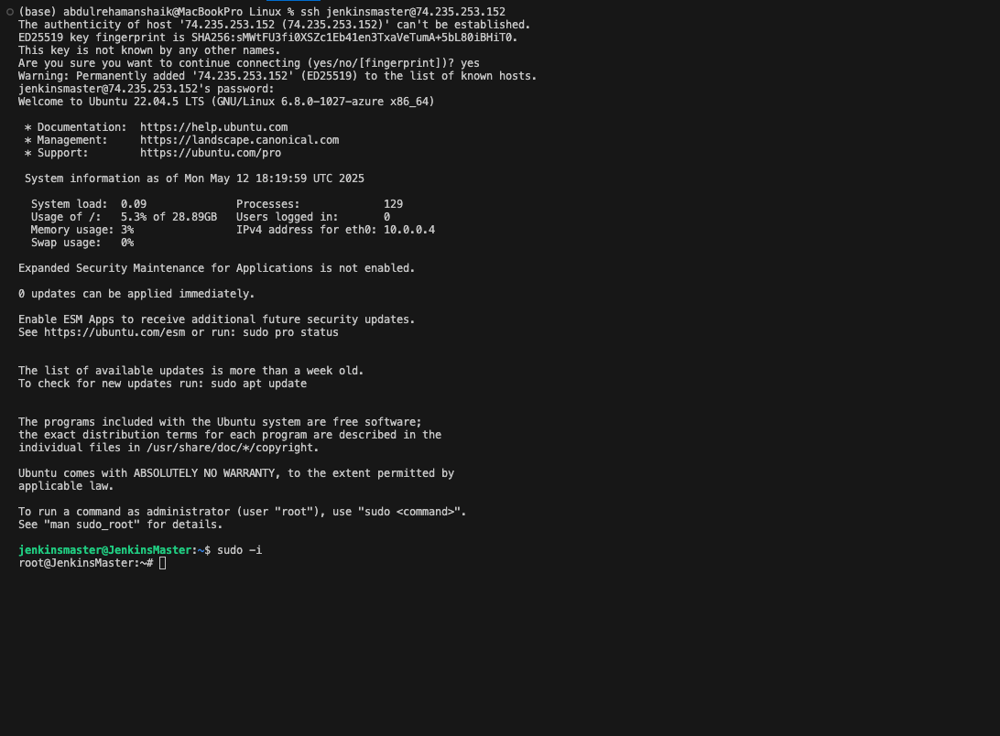 (base) abdulrehamanshaik@MacBookPro Linux % ssh jenkinsmaster@74.235.253.152
The authenticity of host '74.235.253.152 (74.235.253.152)' can't be established.
ED25519 key fingerprint is SHA256:sMWtFU3fi0XSZc1Eb41en3TxaVeTumA+5bL80iBHiT0.
This key is not known by any other names.
Are you sure you want to continue connecting (yes/no/[fingerprint])? yes
Warning: Permanently added '74.235.253.152' (ED25519) to the list of known hosts.
jenkinsmaster@74.235.253.152's password:
Welcome to Ubuntu 22.04.5 LTS (GNU/Linux 6.8.0-1027-azure x86_64)
* Documentation:  https://help.ubuntu.com
* Management:     https://landscape.canonical.com
* Support:        https://ubuntu.com/pro
System information as of Mon May 12 18:19:59 UTC 2025
System load:  0.09              Processes:             129
Usage of /:   5.3% of 28.89GB   Users logged in:       0
Memory usage: 3%                IPv4 address for eth0: 10.0.0.4
Swap usage:   0%
Expanded Security Maintenance for Applications is not enabled.
0 updates can be applied immediately.
Enable ESM Apps to receive additional future security updates.
See https://ubuntu.com/esm or run: sudo pro status
The list of available updates is more than a week old.
To check for new updates run: sudo apt update
The programs included with the Ubuntu system are free software;
the exact distribution terms for each program are described in the
individual files in /usr/share/doc/*/copyright.
Ubuntu comes with ABSOLUTELY NO WARRANTY, to the extent permitted by
applicable law.
To run a command as administrator (user "root"), use "sudo <command>".
See "man sudo_root" for details.
jenkinsmaster@JenkinsMaster:~$ sudo -i
root@JenkinsMaster:~#